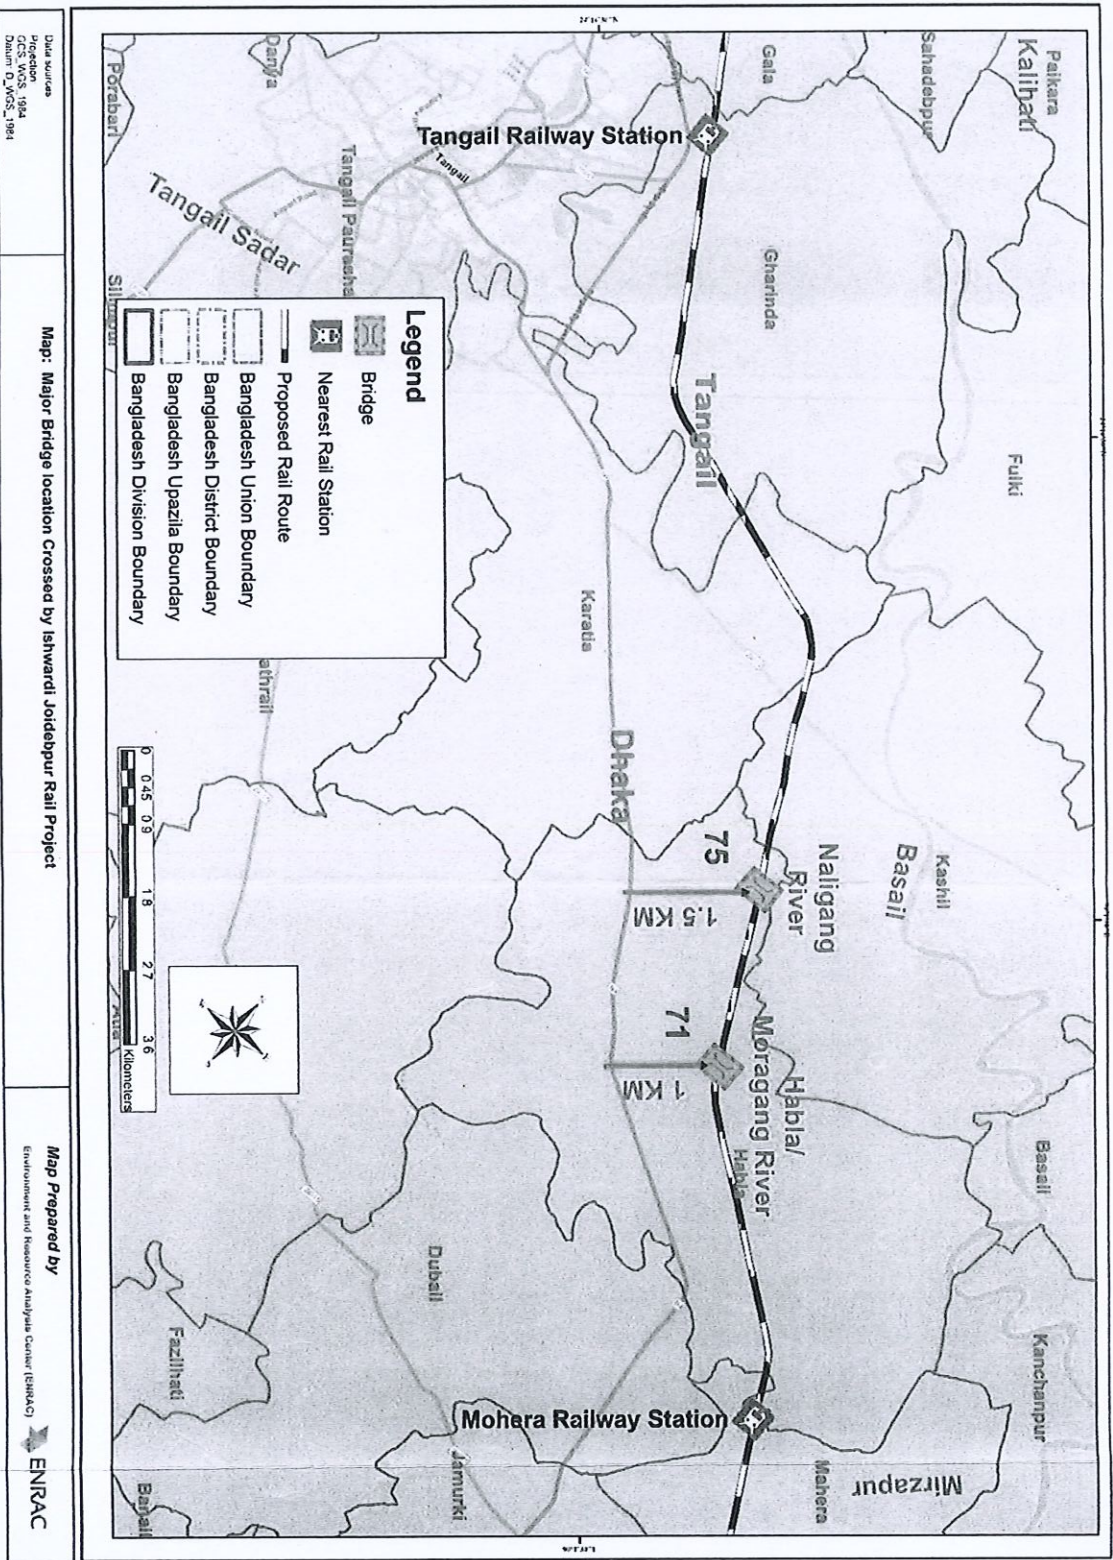 Paikara
Kalihati
Sahadebpur
Gala
Danya
Porabari
Tangail Railway Station
Tangail
Tangail Paurasha
Tangail Sadar
Gharinda
Fulki
Tangail
Silimpur
Legend
Bridge
Nearest Rail Station
Proposed Rail Route
Bangladesh Union Boundary
Bangladesh District Boundary
Bangladesh Upazila Boundary
Bangladesh Division Boundary
Karatia
athrail
Dhaka
75
1.5 KM
Naligang
River
Basail
Kashil
71
1 KM
Habla/
Moragang River
Habla
Basail
Kanchanpur
Dubail
Fazilhati
Mohera Railway Station
Jamurki
Mahera
Mirzapur
Banail
0 0.45 0.9 1.8 2.7 3.6
Kilometers
Data sources
Projection
GCS_WGS_1984
Datum: D_WGS_1984
Map: Major Bridge location Crossed by Ishwardi Joidebpur Rail Project
Map Prepared by
Environment and Resource Analysis Center (ENRAC)
ENRAC